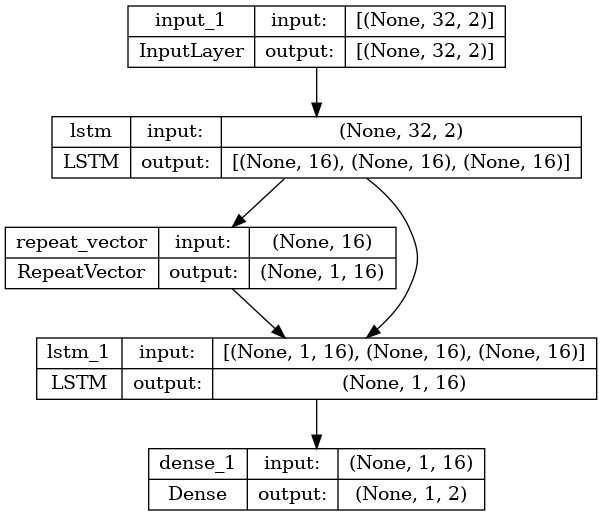 input_1 input: [(None, 32, 2)]
InputLayer output: [(None, 32, 2)]
lstm input: (None, 32, 2)
LSTM output: [(None, 16), (None, 16), (None, 16)]
repeat_vector input: (None, 16)
RepeatVector output: (None, 1, 16)
lstm_1 input: [(None, 1, 16), (None, 16), (None, 16)]
LSTM output: (None, 1, 16)
dense_1 input: (None, 1, 16)
Dense output: (None, 1, 2)